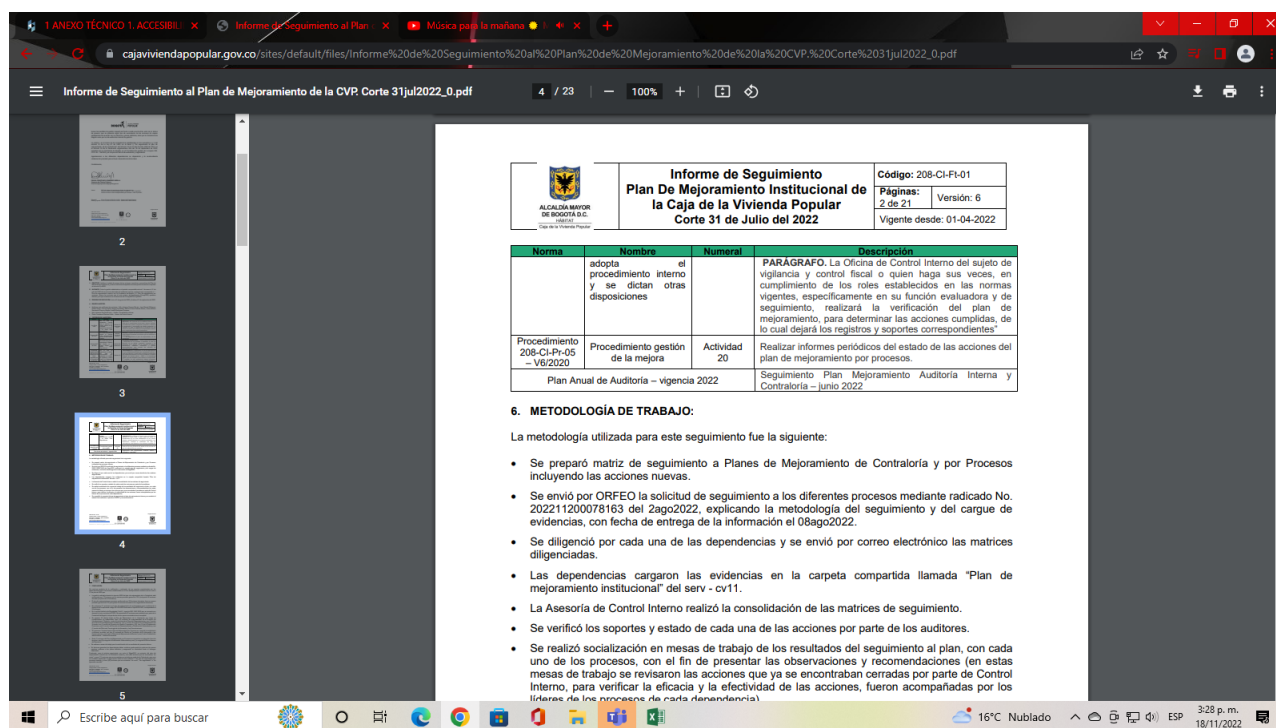 1 ANEXO TÉCNICO 1. ACCESIBIL
Informe de Seguimiento al Plan
Música para la mañana
cajaviviendapopular.gov.co/sites/default/files/Informe%20de%20Seguimiento%20al%20Plan%20de%20Mejoramiento%20de%20la%20CVP.%20Corte%2031jul2022_0.pdf
Informe de Seguimiento al Plan de Mejoramiento de la CVP. Corte 31jul2022_0.pdf
4 / 23
100%
2
3
4
5
ALCALDÍA MAYOR
DE BOGOTÁ D.C.
HÁBITAT
Caja de la Vivienda Popular
Informe de Seguimiento
Plan De Mejoramiento Institucional de
la Caja de la Vivienda Popular
Corte 31 de Julio del 2022
Código: 208-CI-Ft-01
Páginas:
2 de 21
Versión: 6
Vigente desde: 01-04-2022
Norma Nombre Numeral Descripción
adopta el
procedimiento interno
y se dictan otras
disposiciones
PARÁGRAFO. La Oficina de Control Interno del sujeto de
vigilancia y control fiscal o quien haga sus veces, en
cumplimiento de los roles establecidos en las normas
vigentes, específicamente en su función evaluadora y de
seguimiento, realizará la verificación del plan de
mejoramiento, para determinar las acciones cumplidas, de
lo cual dejará los registros y soportes correspondientes"
Procedimiento
208-CI-Pr-05
– V6/2020
Procedimiento gestión
de la mejora
Actividad
20
Realizar informes periódicos del estado de las acciones del
plan de mejoramiento por procesos.
Plan Anual de Auditoría – vigencia 2022
Seguimiento Plan Mejoramiento Auditoría Interna y
Contraloría – junio 2022
6. METODOLOGÍA DE TRABAJO:
La metodología utilizada para este seguimiento fue la siguiente:
• Se preparó matriz de seguimiento a Planes de Mejoramiento de Contraloría y por Procesos
incluyendo las acciones nuevas.
• Se envió por ORFEO la solicitud de seguimiento a los diferentes procesos mediante radicado No.
202211200078163 del 2ago2022, explicando la metodología del seguimiento y del cargue de
evidencias, con fecha de entrega de la información el 08ago2022.
• Se diligenció por cada una de las dependencias y se envió por correo electrónico las matrices
diligenciadas.
• Las dependencias cargaron las evidencias en la carpeta compartida llamada "Plan de
mejoramiento institucional" del serv - cv11.
• La Asesoría de Control Interno realizó la consolidación de las matrices de seguimiento.
• Se verificó los soportes y estado de cada una de las acciones por parte de los auditores.
• Se realizó socialización en mesas de trabajo de los resultados del seguimiento al plan, con cada
uno de los procesos, con el fin de presentar las observaciones y recomendaciones (en estas
mesas de trabajo se revisaron las acciones que ya se encontraban cerradas por parte de Control
Interno, para verificar la eficacia y la efectividad de las acciones, fueron acompañadas por los
líderes de los procesos de cada dependencia)
Escribe aquí para buscar
16°C Nublado
ESP
3:28 p. m.
18/11/2022